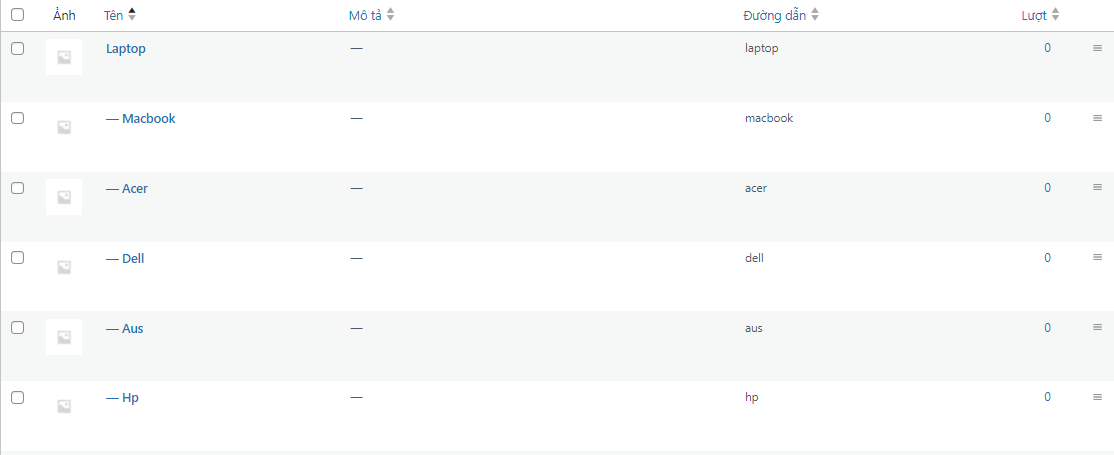 Ảnh Tên Mô tả Đường dẫn Lượt
Laptop — laptop 0
— Macbook — macbook 0
— Acer — acer 0
— Dell — dell 0
— Aus — aus 0
— Hp — hp 0